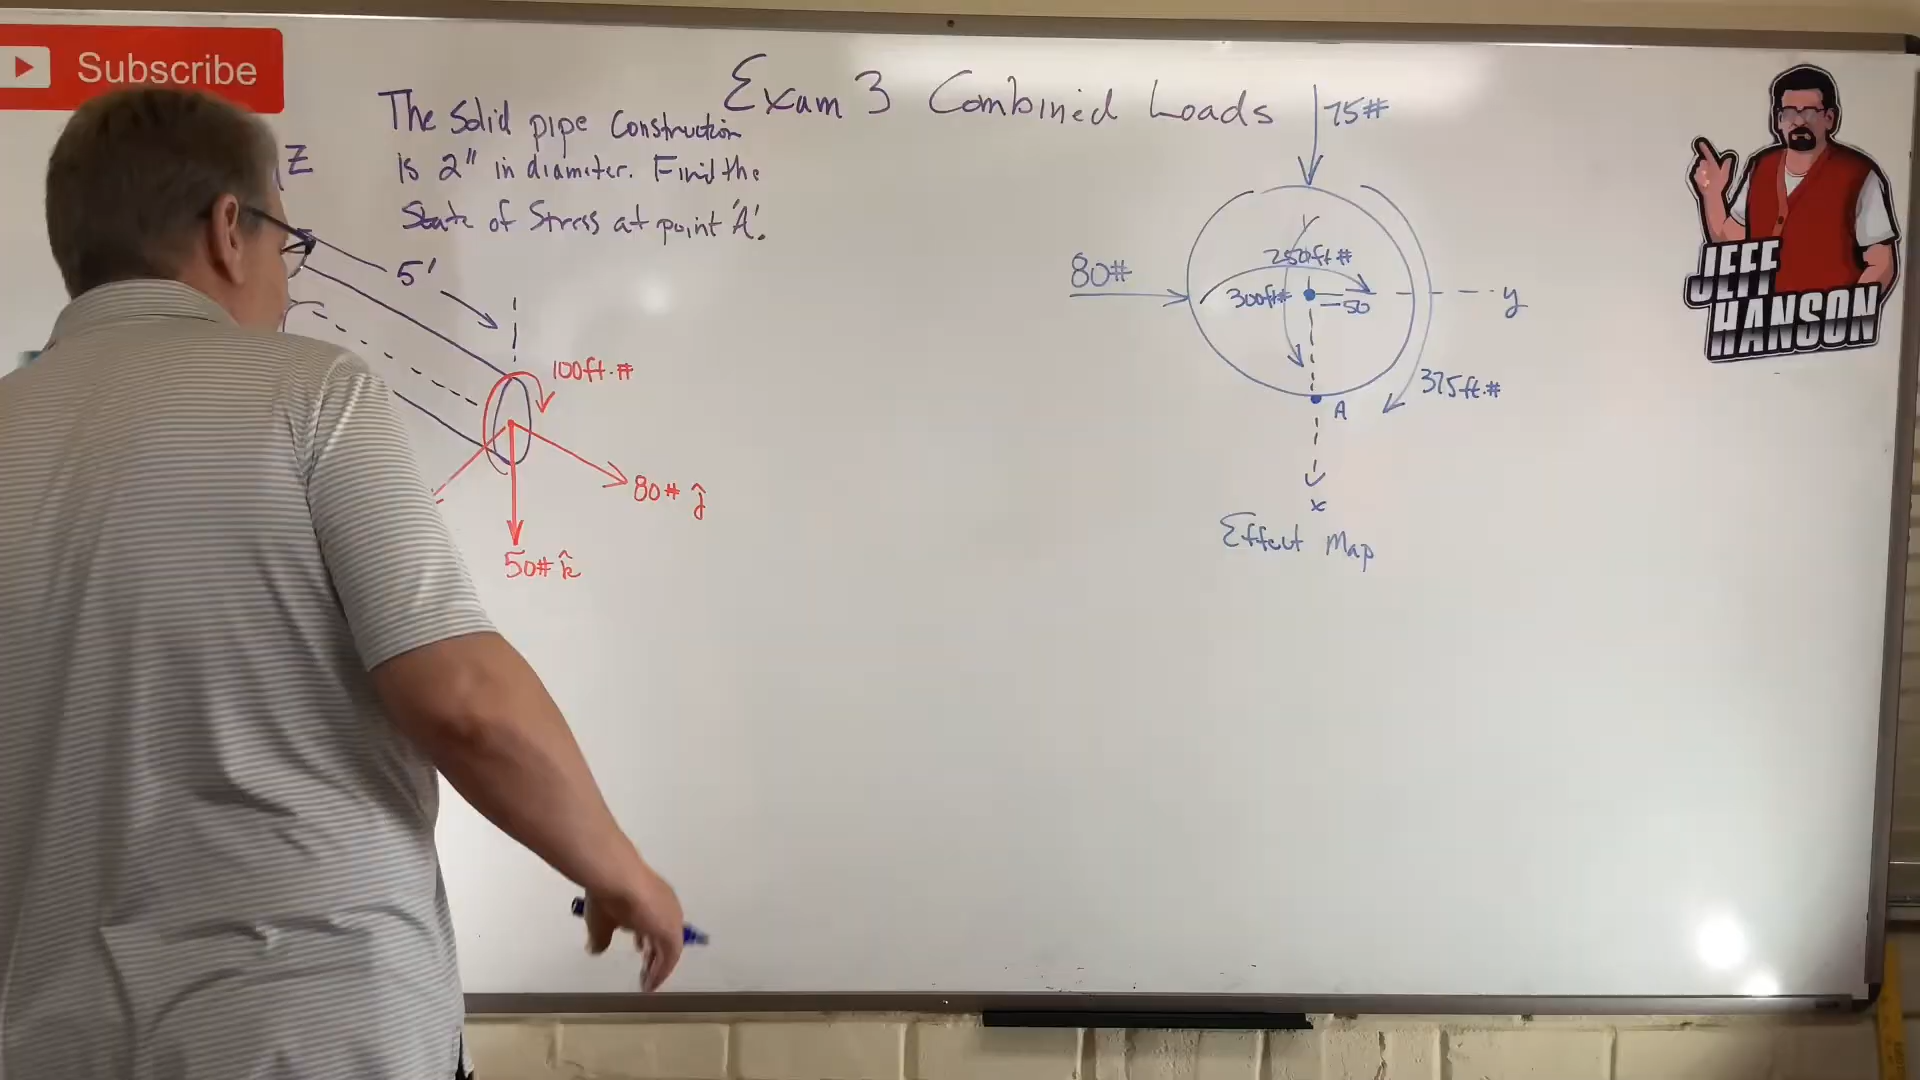 Subscribe
Exam 3 Combined Loads
The Solid pipe Construction
is 2" in diameter. Find the
State of Stress at point 'A'.
Z
5'
100ft.#
80# ĵ
50# k̂
75#
80#
250ft#
300ft#
50
y
375ft.#
A
x
Effect Map
JEFF
HANSON